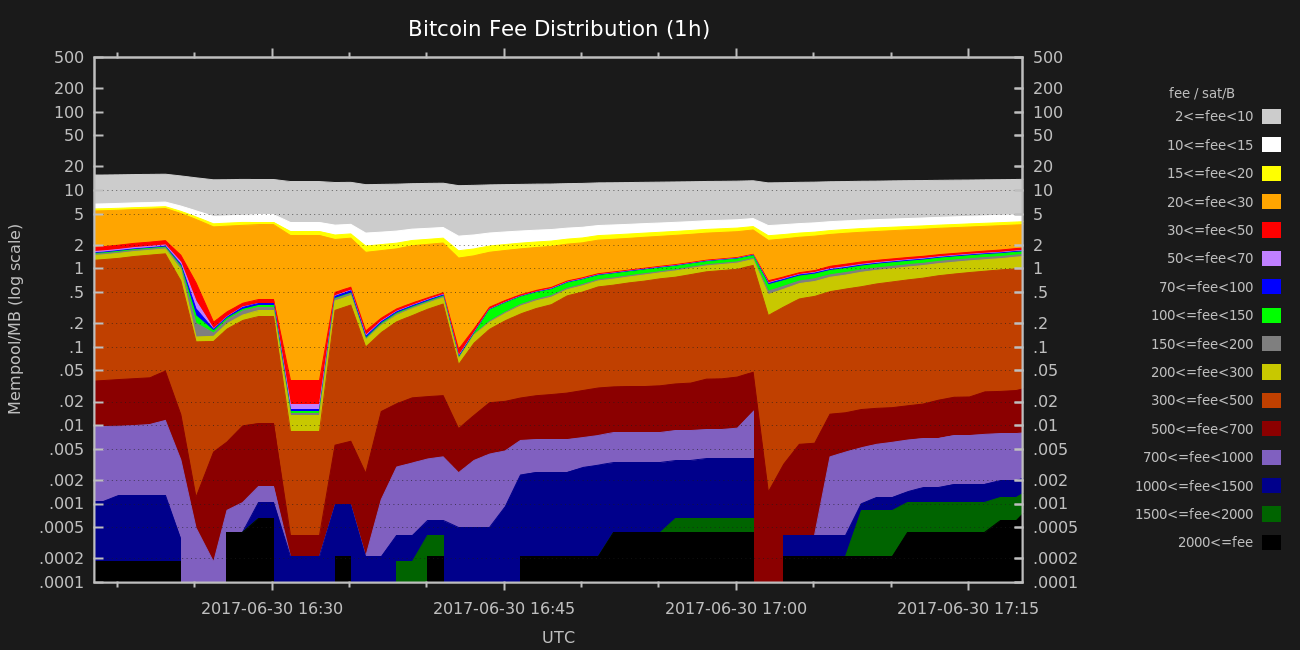 Bitcoin Fee Distribution (1h)
Mempool/MB (log scale)
500
200
100
50
20
10
5
2
1
.5
.2
.1
.05
.02
.01
.005
.002
.001
.0005
.0002
.0001
500
200
100
50
20
10
5
2
1
.5
.2
.1
.05
.02
.01
.005
.002
.001
.0005
.0002
.0001
2017-06-30 16:30
2017-06-30 16:45
2017-06-30 17:00
2017-06-30 17:15
UTC
fee / sat/B
2<=fee<10
10<=fee<15
15<=fee<20
20<=fee<30
30<=fee<50
50<=fee<70
70<=fee<100
100<=fee<150
150<=fee<200
200<=fee<300
300<=fee<500
500<=fee<700
700<=fee<1000
1000<=fee<1500
1500<=fee<2000
2000<=fee